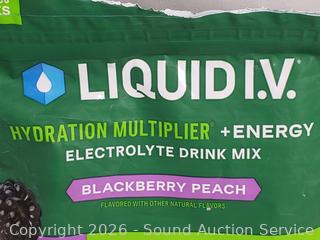 LIQUID I.V.
HYDRATION MULTIPLIER® +ENERGY
ELECTROLYTE DRINK MIX
BLACKBERRY PEACH
FLAVORED WITH OTHER NATURAL FLAVORS
Copyright 2026 - Sound Auction Service